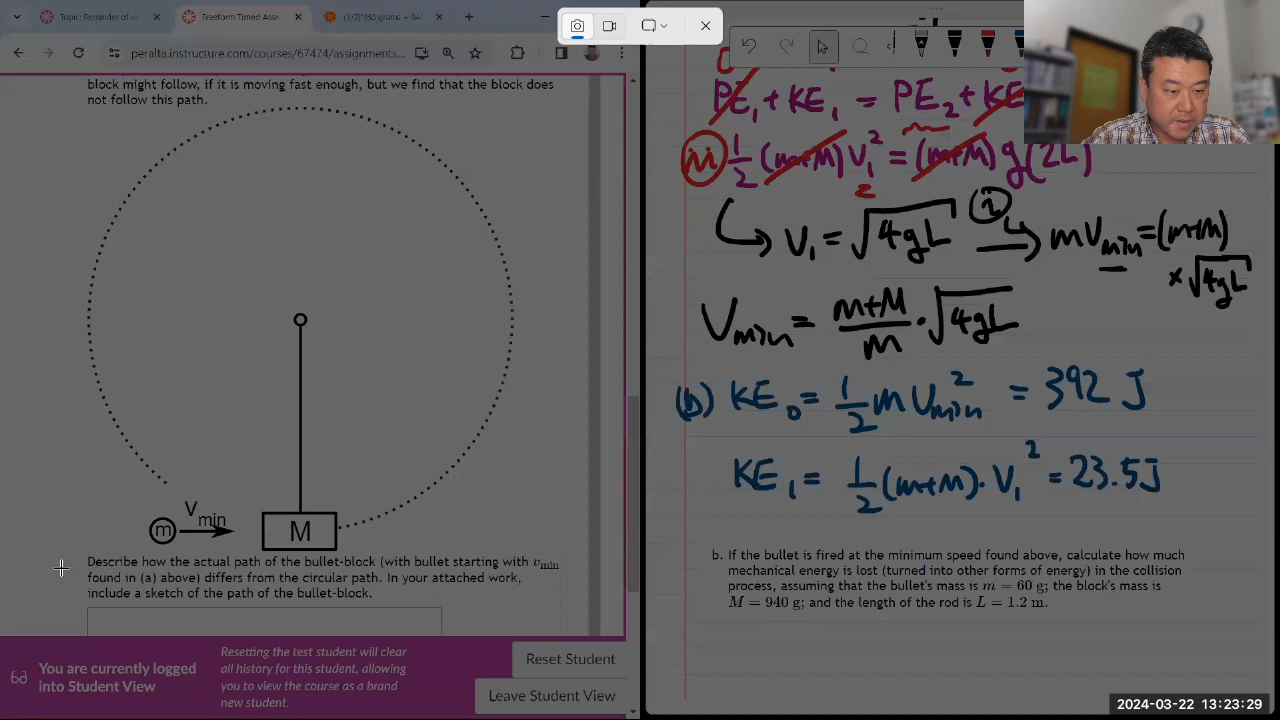 Topic: Reminder v
Freeform Timed Asse
(1/2)*(60 grams + 94
peralta.instructure.com/67474/assignments
block might follow, if it is moving fast enough, but we find that the block does
not follow this path.
V min
m
M
Describe how the actual path of the bullet-block (with bullet starting with vmin
found in (a) above) differs from the circular path. In your attached work,
include a sketch of the path of the bullet-block.
You are currently logged
into Student View
Resetting the test student will clear
all history for this student, allowing
you to view the course as a brand
new student.
Reset Student
Leave Student View
PE₁ + KE₁ = PE₂ + KE
½ (m+M) V₁² = (m+M) g(2L)
2
V₁ = √4gL → mVmin = (m+M)
× √4gL
Vmin = (m+M)/m · √4gL
(b) KE₀ = ½ m Vmin² = 392 J
KE₁ = ½ (m+M) · V₁² = 23.5J
b. If the bullet is fired at the minimum speed found above, calculate how much
mechanical energy is lost (turned into other forms of energy) in the collision
process, assuming that the bullet's mass is m = 60 g; the block's mass is
M = 940 g; and the length of the rod is L = 1.2 m.
2024-03-22 13:23:29